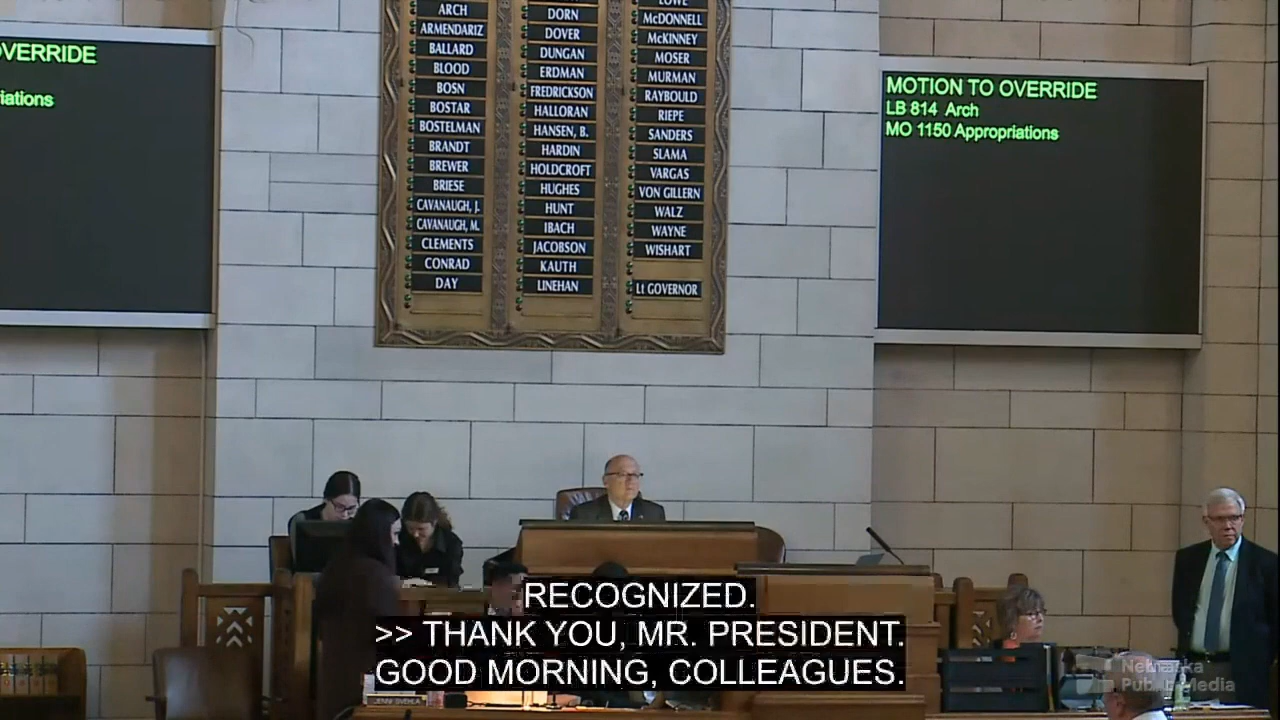 OVERRIDE
iations
ARCH
ARMENDARIZ
BALLARD
BLOOD
BOSN
BOSTAR
BOSTELMAN
BRANDT
BREWER
BRIESE
CAVANAUGH, J.
CAVANAUGH, M.
CLEMENTS
CONRAD
DAY
DORN
DOVER
DUNGAN
ERDMAN
FREDRICKSON
HALLORAN
HANSEN, B.
HARDIN
HOLDCROFT
HUGHES
HUNT
IBACH
JACOBSON
KAUTH
LINEHAN
LOWE
McDONNELL
McKINNEY
MOSER
MURMAN
RAYBOULD
RIEPE
SANDERS
SLAMA
VARGAS
VON GILLERN
WALZ
WAYNE
WISHART
Lt GOVERNOR
MOTION TO OVERRIDE
LB 814 Arch
MO 1150 Appropriations
RECOGNIZED.
>> THANK YOU, MR. PRESIDENT.
GOOD MORNING, COLLEAGUES.
JENNI SVEHLA
Nebraska
Public Media